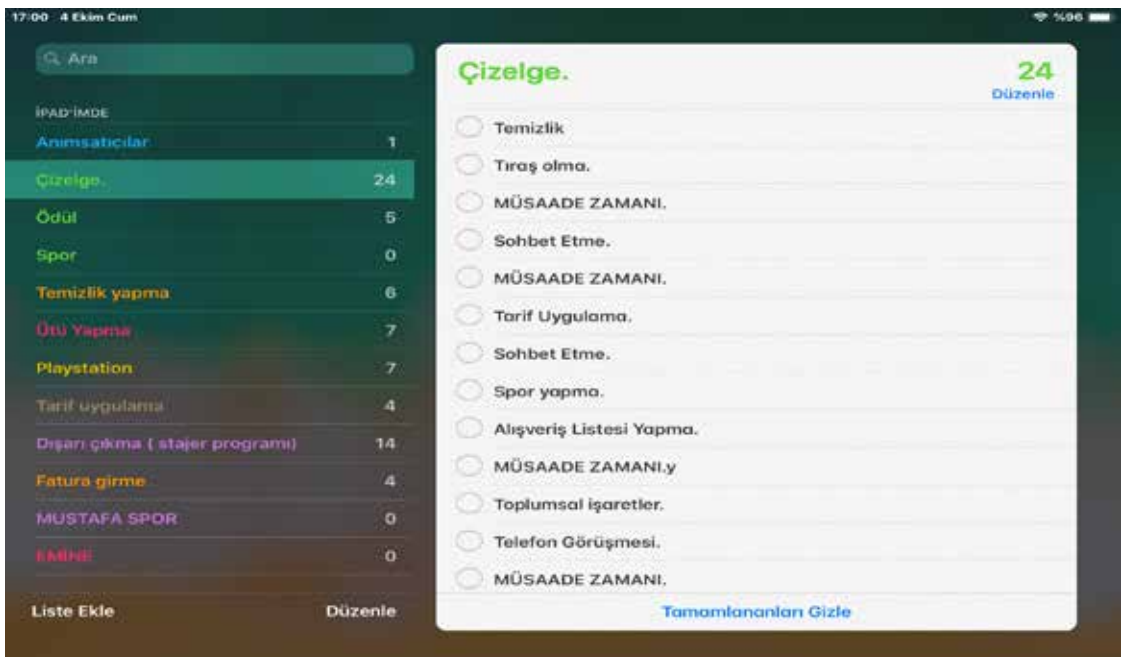 17:00 4 Ekim Cum %96
Ara
İPAD'İMDE
Anımsatıcılar 1
Çizelge. 24
Ödül 5
Spor 0
Temizlik yapma 6
Ütü Yapma 7
Playstation 7
Tarif uygulama 4
Dışarı çıkma ( stajer programı) 14
Fatura girme 4
MUSTAFA SPOR 0
EMİNE 0
Liste Ekle Düzenle
Çizelge. 24
Düzenle
Temizlik
Tıraş olma.
MÜSAADE ZAMANI.
Sohbet Etme.
MÜSAADE ZAMANI.
Tarif Uygulama.
Sohbet Etme.
Spor yapma.
Alışveriş Listesi Yapma.
MÜSAADE ZAMANI.y
Toplumsal işaretler.
Telefon Görüşmesi.
MÜSAADE ZAMANI.
Tamamlananları Gizle